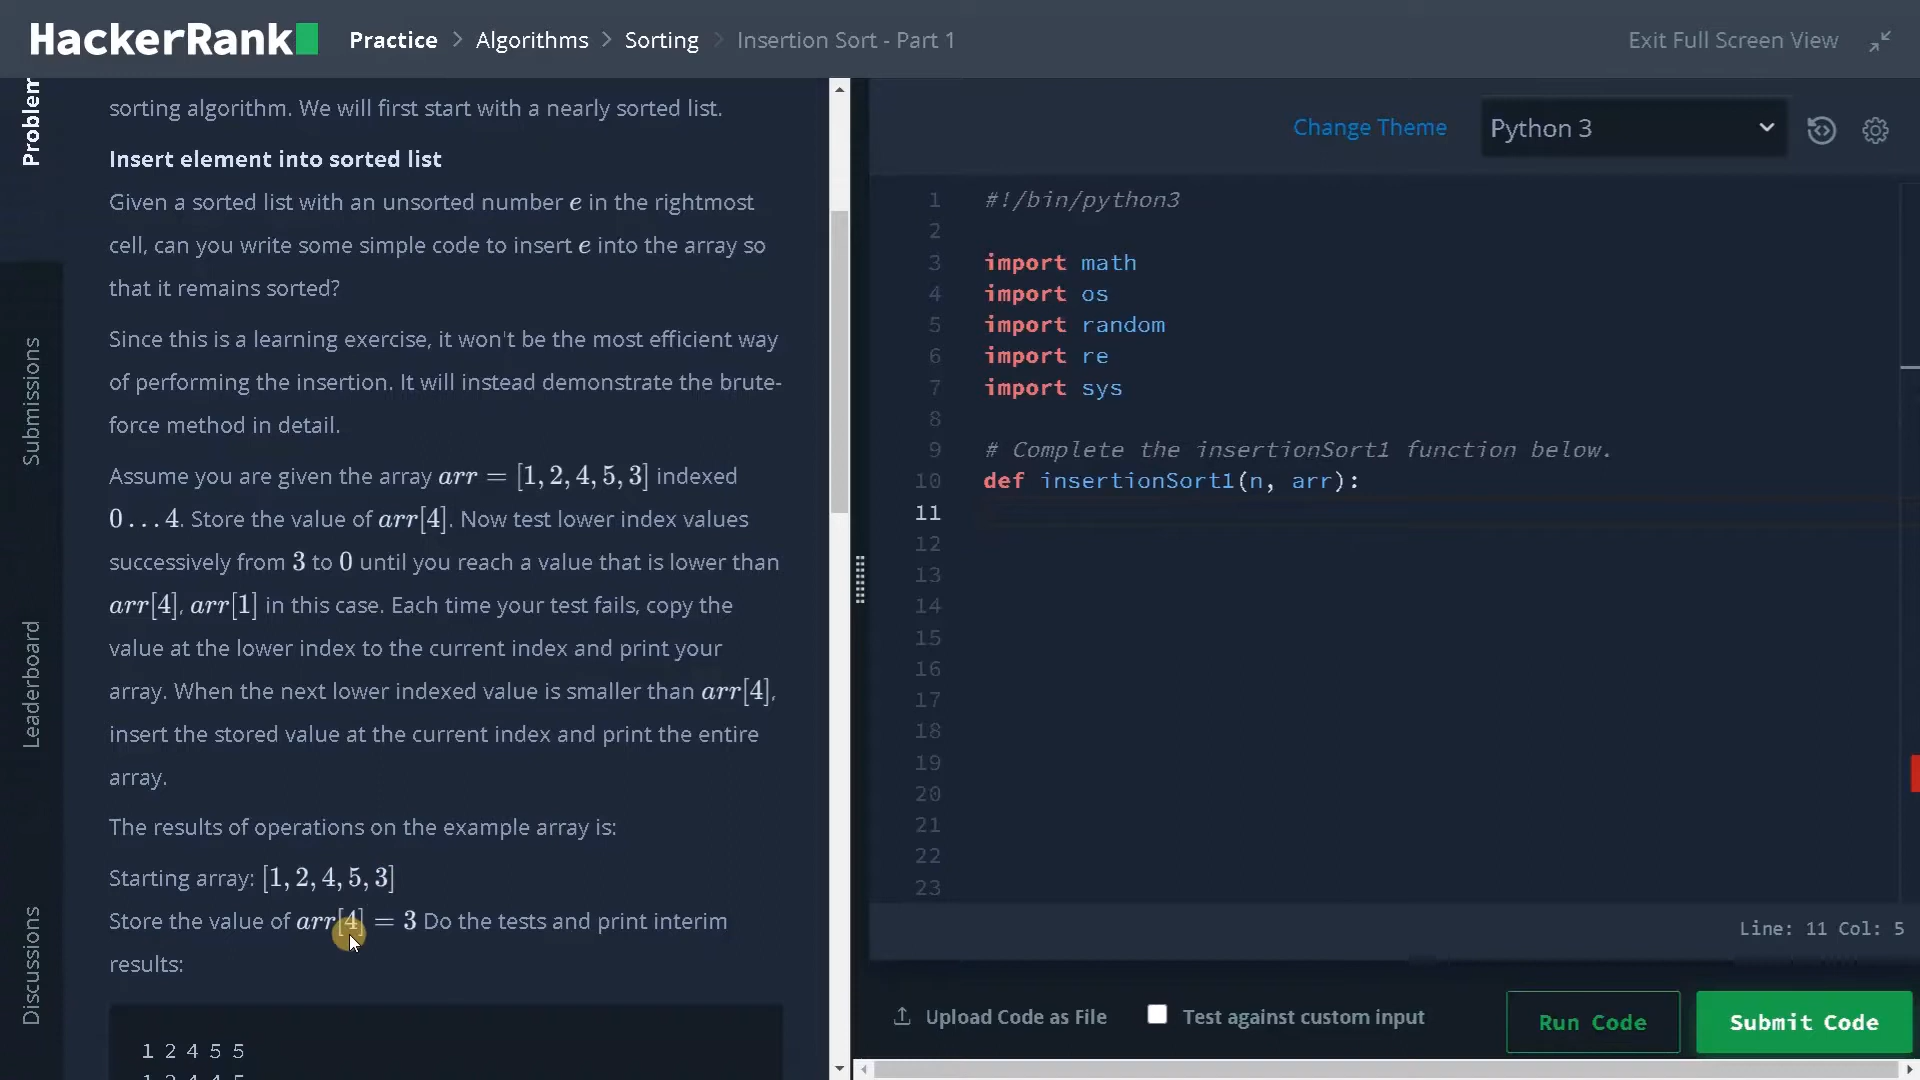 HackerRank
Practice > Algorithms > Sorting > Insertion Sort - Part 1
Exit Full Screen View
Problem
Submissions
Leaderboard
Discussions
sorting algorithm. We will first start with a nearly sorted list.
Insert element into sorted list
Given a sorted list with an unsorted number e in the rightmost
cell, can you write some simple code to insert e into the array so
that it remains sorted?
Since this is a learning exercise, it won't be the most efficient way
of performing the insertion. It will instead demonstrate the brute-
force method in detail.
Assume you are given the array arr = [1, 2, 4, 5, 3] indexed
0 . . . 4. Store the value of arr[4]. Now test lower index values
successively from 3 to 0 until you reach a value that is lower than
arr[4], arr[1] in this case. Each time your test fails, copy the
value at the lower index to the current index and print your
array. When the next lower indexed value is smaller than arr[4],
insert the stored value at the current index and print the entire
array.
The results of operations on the example array is:
Starting array: [1, 2, 4, 5, 3]
Store the value of arr[4] = 3 Do the tests and print interim
results:
1 2 4 5 5
1 2 4 4 5
Change Theme
Python 3
1 #!/bin/python3
2
3 import math
4 import os
5 import random
6 import re
7 import sys
8
9 # Complete the insertionSort1 function below.
10 def insertionSort1(n, arr):
11
12
13
14
15
16
17
18
19
20
21
22
23
Line: 11 Col: 5
Upload Code as File
Test against custom input
Run Code
Submit Code